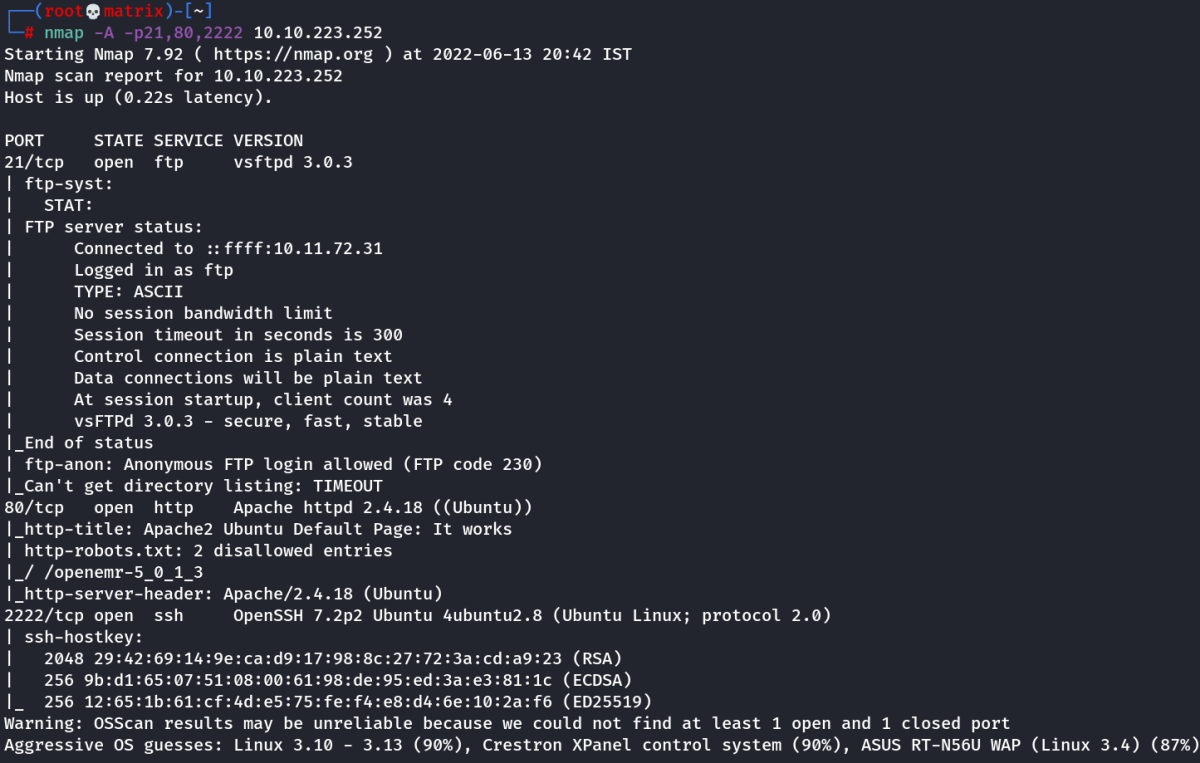 ┌──(root💀matrix)-[~]
└─# nmap -A -p21,80,2222 10.10.223.252
Starting Nmap 7.92 ( https://nmap.org ) at 2022-06-13 20:42 IST
Nmap scan report for 10.10.223.252
Host is up (0.22s latency).
PORT     STATE SERVICE VERSION
21/tcp   open  ftp     vsftpd 3.0.3
| ftp-syst:
|   STAT:
| FTP server status:
|      Connected to ::ffff:10.11.72.31
|      Logged in as ftp
|      TYPE: ASCII
|      No session bandwidth limit
|      Session timeout in seconds is 300
|      Control connection is plain text
|      Data connections will be plain text
|      At session startup, client count was 4
|      vsFTPd 3.0.3 - secure, fast, stable
|_End of status
| ftp-anon: Anonymous FTP login allowed (FTP code 230)
|_Can't get directory listing: TIMEOUT
80/tcp   open  http    Apache httpd 2.4.18 ((Ubuntu))
|_http-title: Apache2 Ubuntu Default Page: It works
| http-robots.txt: 2 disallowed entries
|_/ /openemr-5_0_1_3
|_http-server-header: Apache/2.4.18 (Ubuntu)
2222/tcp open  ssh     OpenSSH 7.2p2 Ubuntu 4ubuntu2.8 (Ubuntu Linux; protocol 2.0)
| ssh-hostkey:
|   2048 29:42:69:14:9e:ca:d9:17:98:8c:27:72:3a:cd:a9:23 (RSA)
|   256 9b:d1:65:07:51:08:00:61:98:de:95:ed:3a:e3:81:1c (ECDSA)
|_  256 12:65:1b:61:cf:4d:e5:75:fe:f4:e8:d4:6e:10:2a:f6 (ED25519)
Warning: OSScan results may be unreliable because we could not find at least 1 open and 1 closed port
Aggressive OS guesses: Linux 3.10 - 3.13 (90%), Crestron XPanel control system (90%), ASUS RT-N56U WAP (Linux 3.4) (87%)